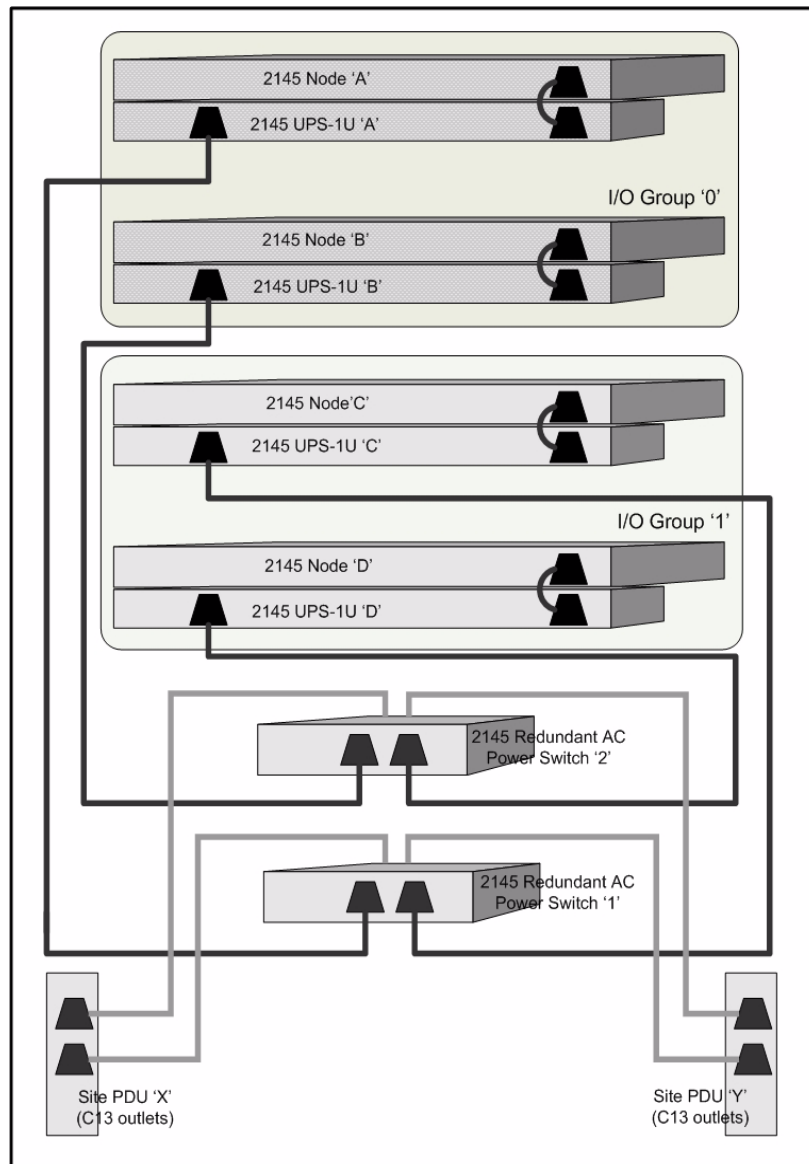 2145 Node ‘A’
2145 UPS-1U ‘A’
I/O Group ‘0’
2145 Node ‘B’
2145 UPS-1U ‘B’
2145 Node’C’
2145 UPS-1U ‘C’
I/O Group ‘1’
2145 Node ‘D’
2145 UPS-1U ‘D’
2145 Redundant AC
Power Switch ‘2’
2145 Redundant AC
Power Switch ‘1’
Site PDU ‘X’
(C13 outlets)
Site PDU ‘Y’
(C13 outlets)